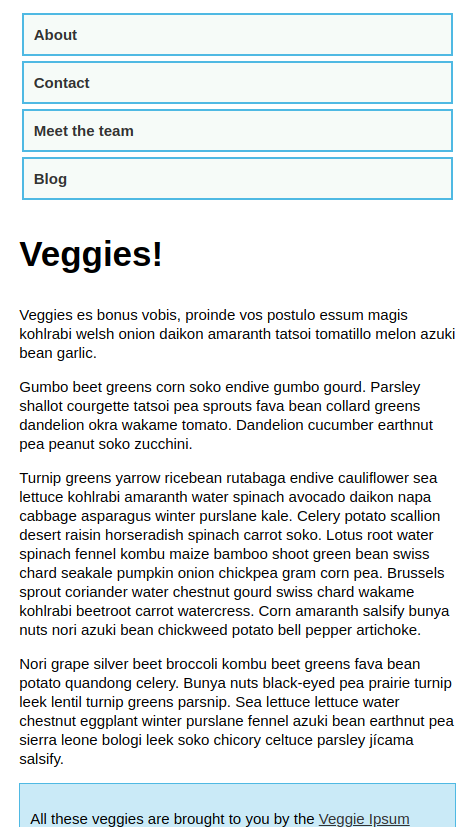 About
Contact
Meet the team
Blog
Veggies!
Veggies es bonus vobis, proinde vos postulo essum magis
kohlrabi welsh onion daikon amaranth tatsoi tomatillo melon azuki
bean garlic.
Gumbo beet greens corn soko endive gumbo gourd. Parsley
shallot courgette tatsoi pea sprouts fava bean collard greens
dandelion okra wakame tomato. Dandelion cucumber earthnut
pea peanut soko zucchini.
Turnip greens yarrow ricebean rutabaga endive cauliflower sea
lettuce kohlrabi amaranth water spinach avocado daikon napa
cabbage asparagus winter purslane kale. Celery potato scallion
desert raisin horseradish spinach carrot soko. Lotus root water
spinach fennel kombu maize bamboo shoot green bean swiss
chard seakale pumpkin onion chickpea gram corn pea. Brussels
sprout coriander water chestnut gourd swiss chard wakame
kohlrabi beetroot carrot watercress. Corn amaranth salsify bunya
nuts nori azuki bean chickweed potato bell pepper artichoke.
Nori grape silver beet broccoli kombu beet greens fava bean
potato quandong celery. Bunya nuts black-eyed pea prairie turnip
leek lentil turnip greens parsnip. Sea lettuce lettuce water
chestnut eggplant winter purslane fennel azuki bean earthnut pea
sierra leone bologi leek soko chicory celtuce parsley jícama
salsify.
All these veggies are brought to you by the Veggie Ipsum